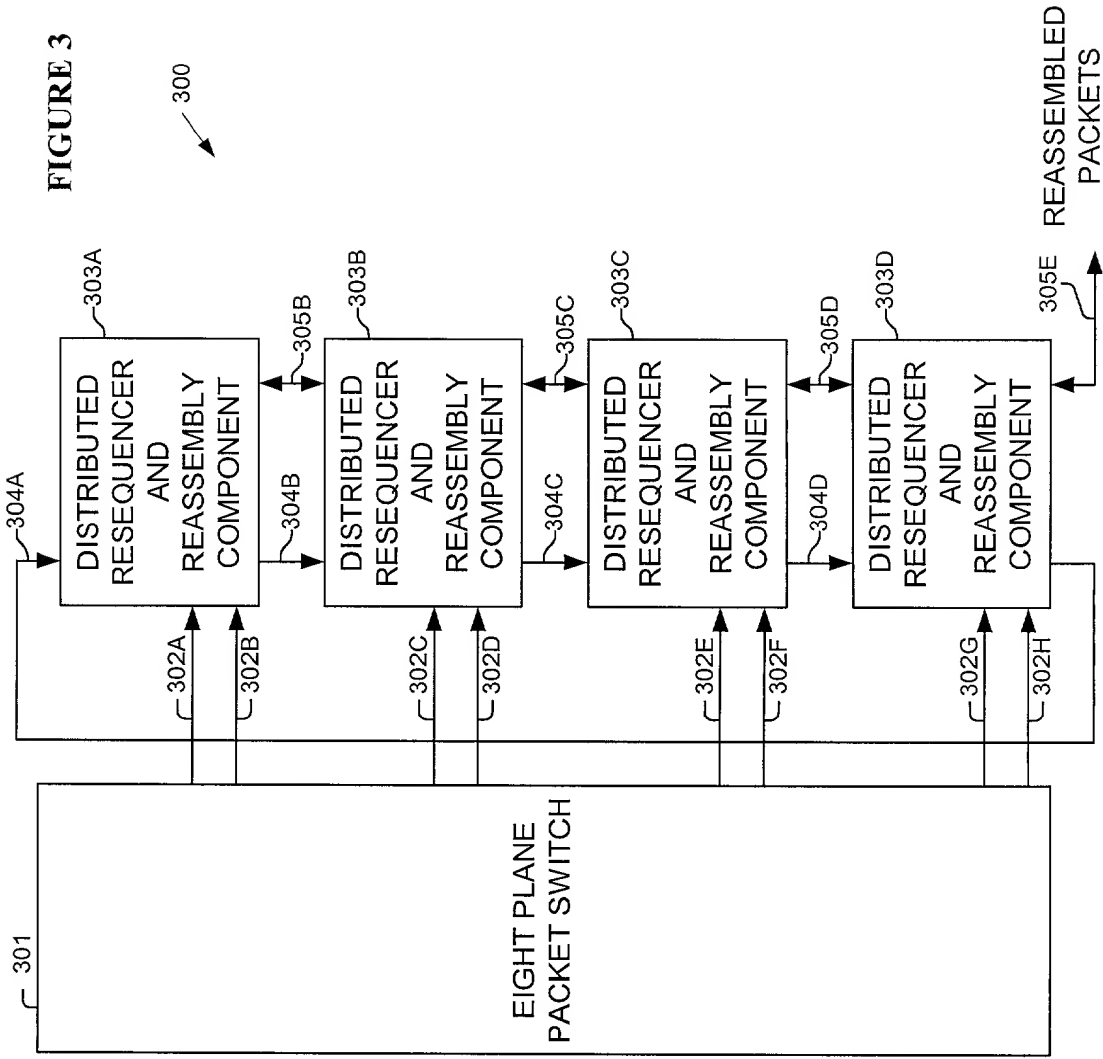 FIGURE 3
300
301
EIGHT PLANE
PACKET SWITCH
302A
302B
302C
302D
302E
302F
302G
302H
304A
DISTRIBUTED
RESEQUENCER
AND
REASSEMBLY
COMPONENT
303A
304B
305B
DISTRIBUTED
RESEQUENCER
AND
REASSEMBLY
COMPONENT
303B
304C
305C
DISTRIBUTED
RESEQUENCER
AND
REASSEMBLY
COMPONENT
303C
304D
305D
DISTRIBUTED
RESEQUENCER
AND
REASSEMBLY
COMPONENT
303D
305E
REASSEMBLED
PACKETS